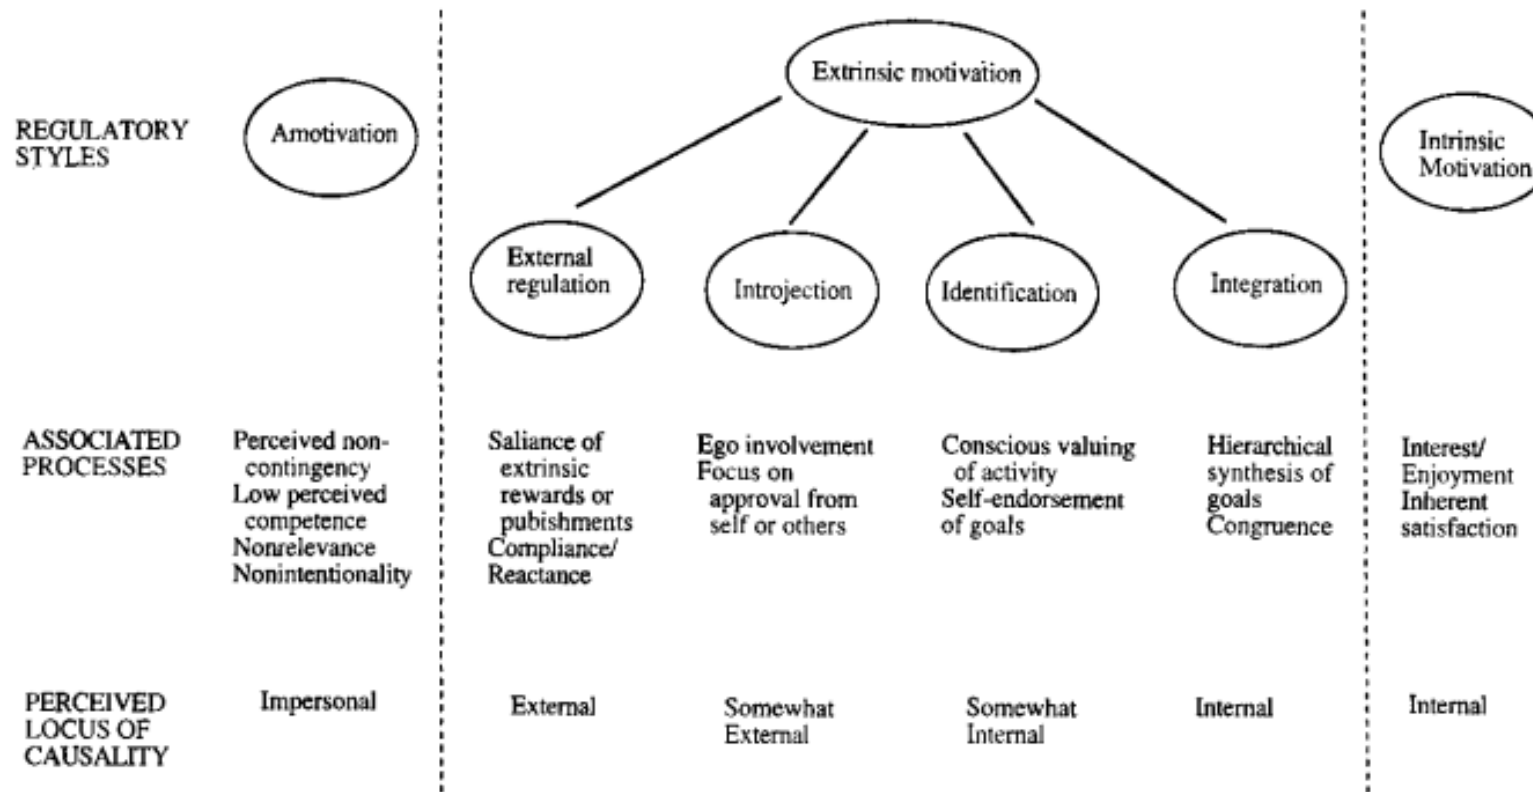 Extrinsic motivation
REGULATORY
STYLES
Amotivation
Intrinsic
Motivation
External
regulation
Introjection
Identification
Integration
ASSOCIATED
PROCESSES
Perceived non-
contingency
Low perceived
competence
Nonrelevance
Nonintentionality
Saliance of
extrinsic
rewards or
pubishments
Compliance/
Reactance
Ego involvement
Focus on
approval from
self or others
Conscious valuing
of activity
Self-endorsement
of goals
Hierarchical
synthesis of
goals
Congruence
Interest/
Enjoyment
Inherent
satisfaction
PERCEIVED
LOCUS OF
CAUSALITY
Impersonal
External
Somewhat
External
Somewhat
Internal
Internal
Internal